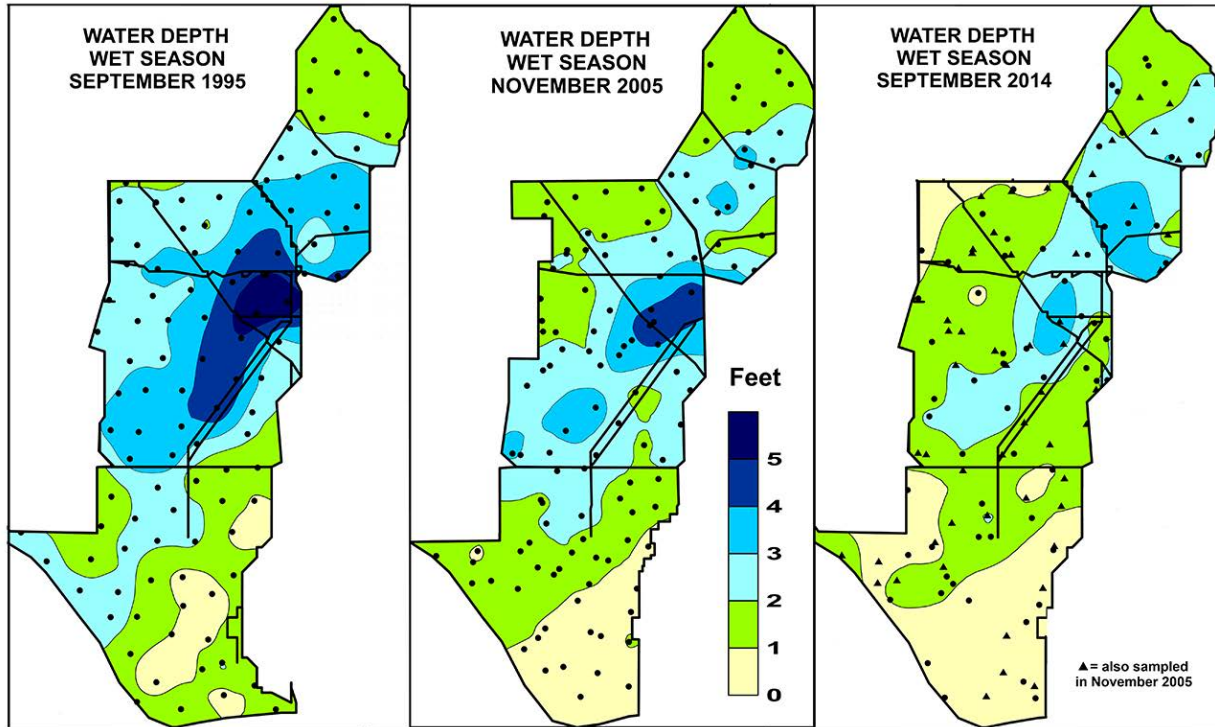 WATER DEPTH
WET SEASON
SEPTEMBER 1995
WATER DEPTH
WET SEASON
NOVEMBER 2005
WATER DEPTH
WET SEASON
SEPTEMBER 2014
Feet
5
4
3
2
1
0
▲= also sampled
in November 2005